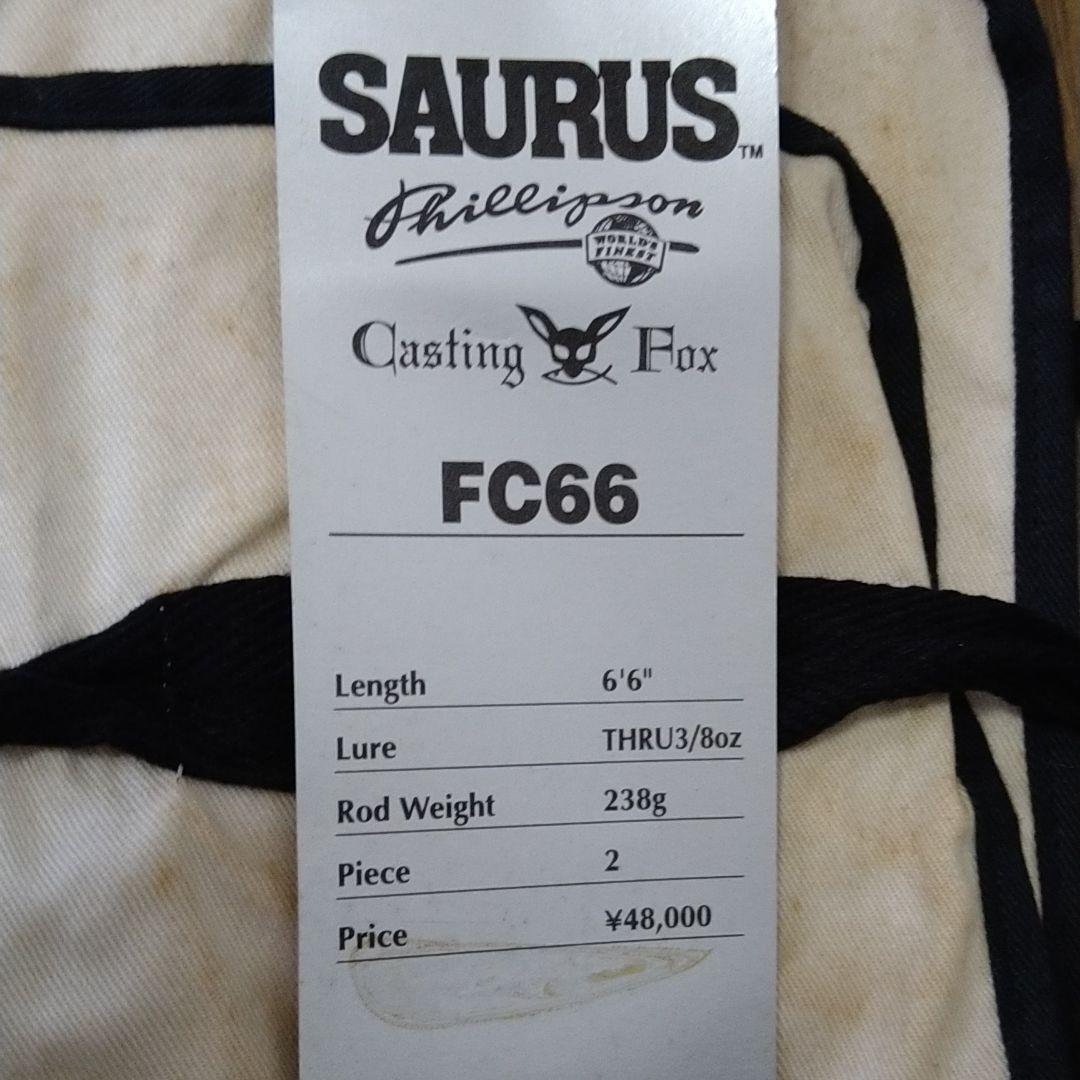 SAURUS™
Phillipson
WORLD'S
FINEST
Casting Fox
FC66
Length 6'6"
Lure THRU3/8oz
Rod Weight 238g
Piece 2
Price ¥48,000